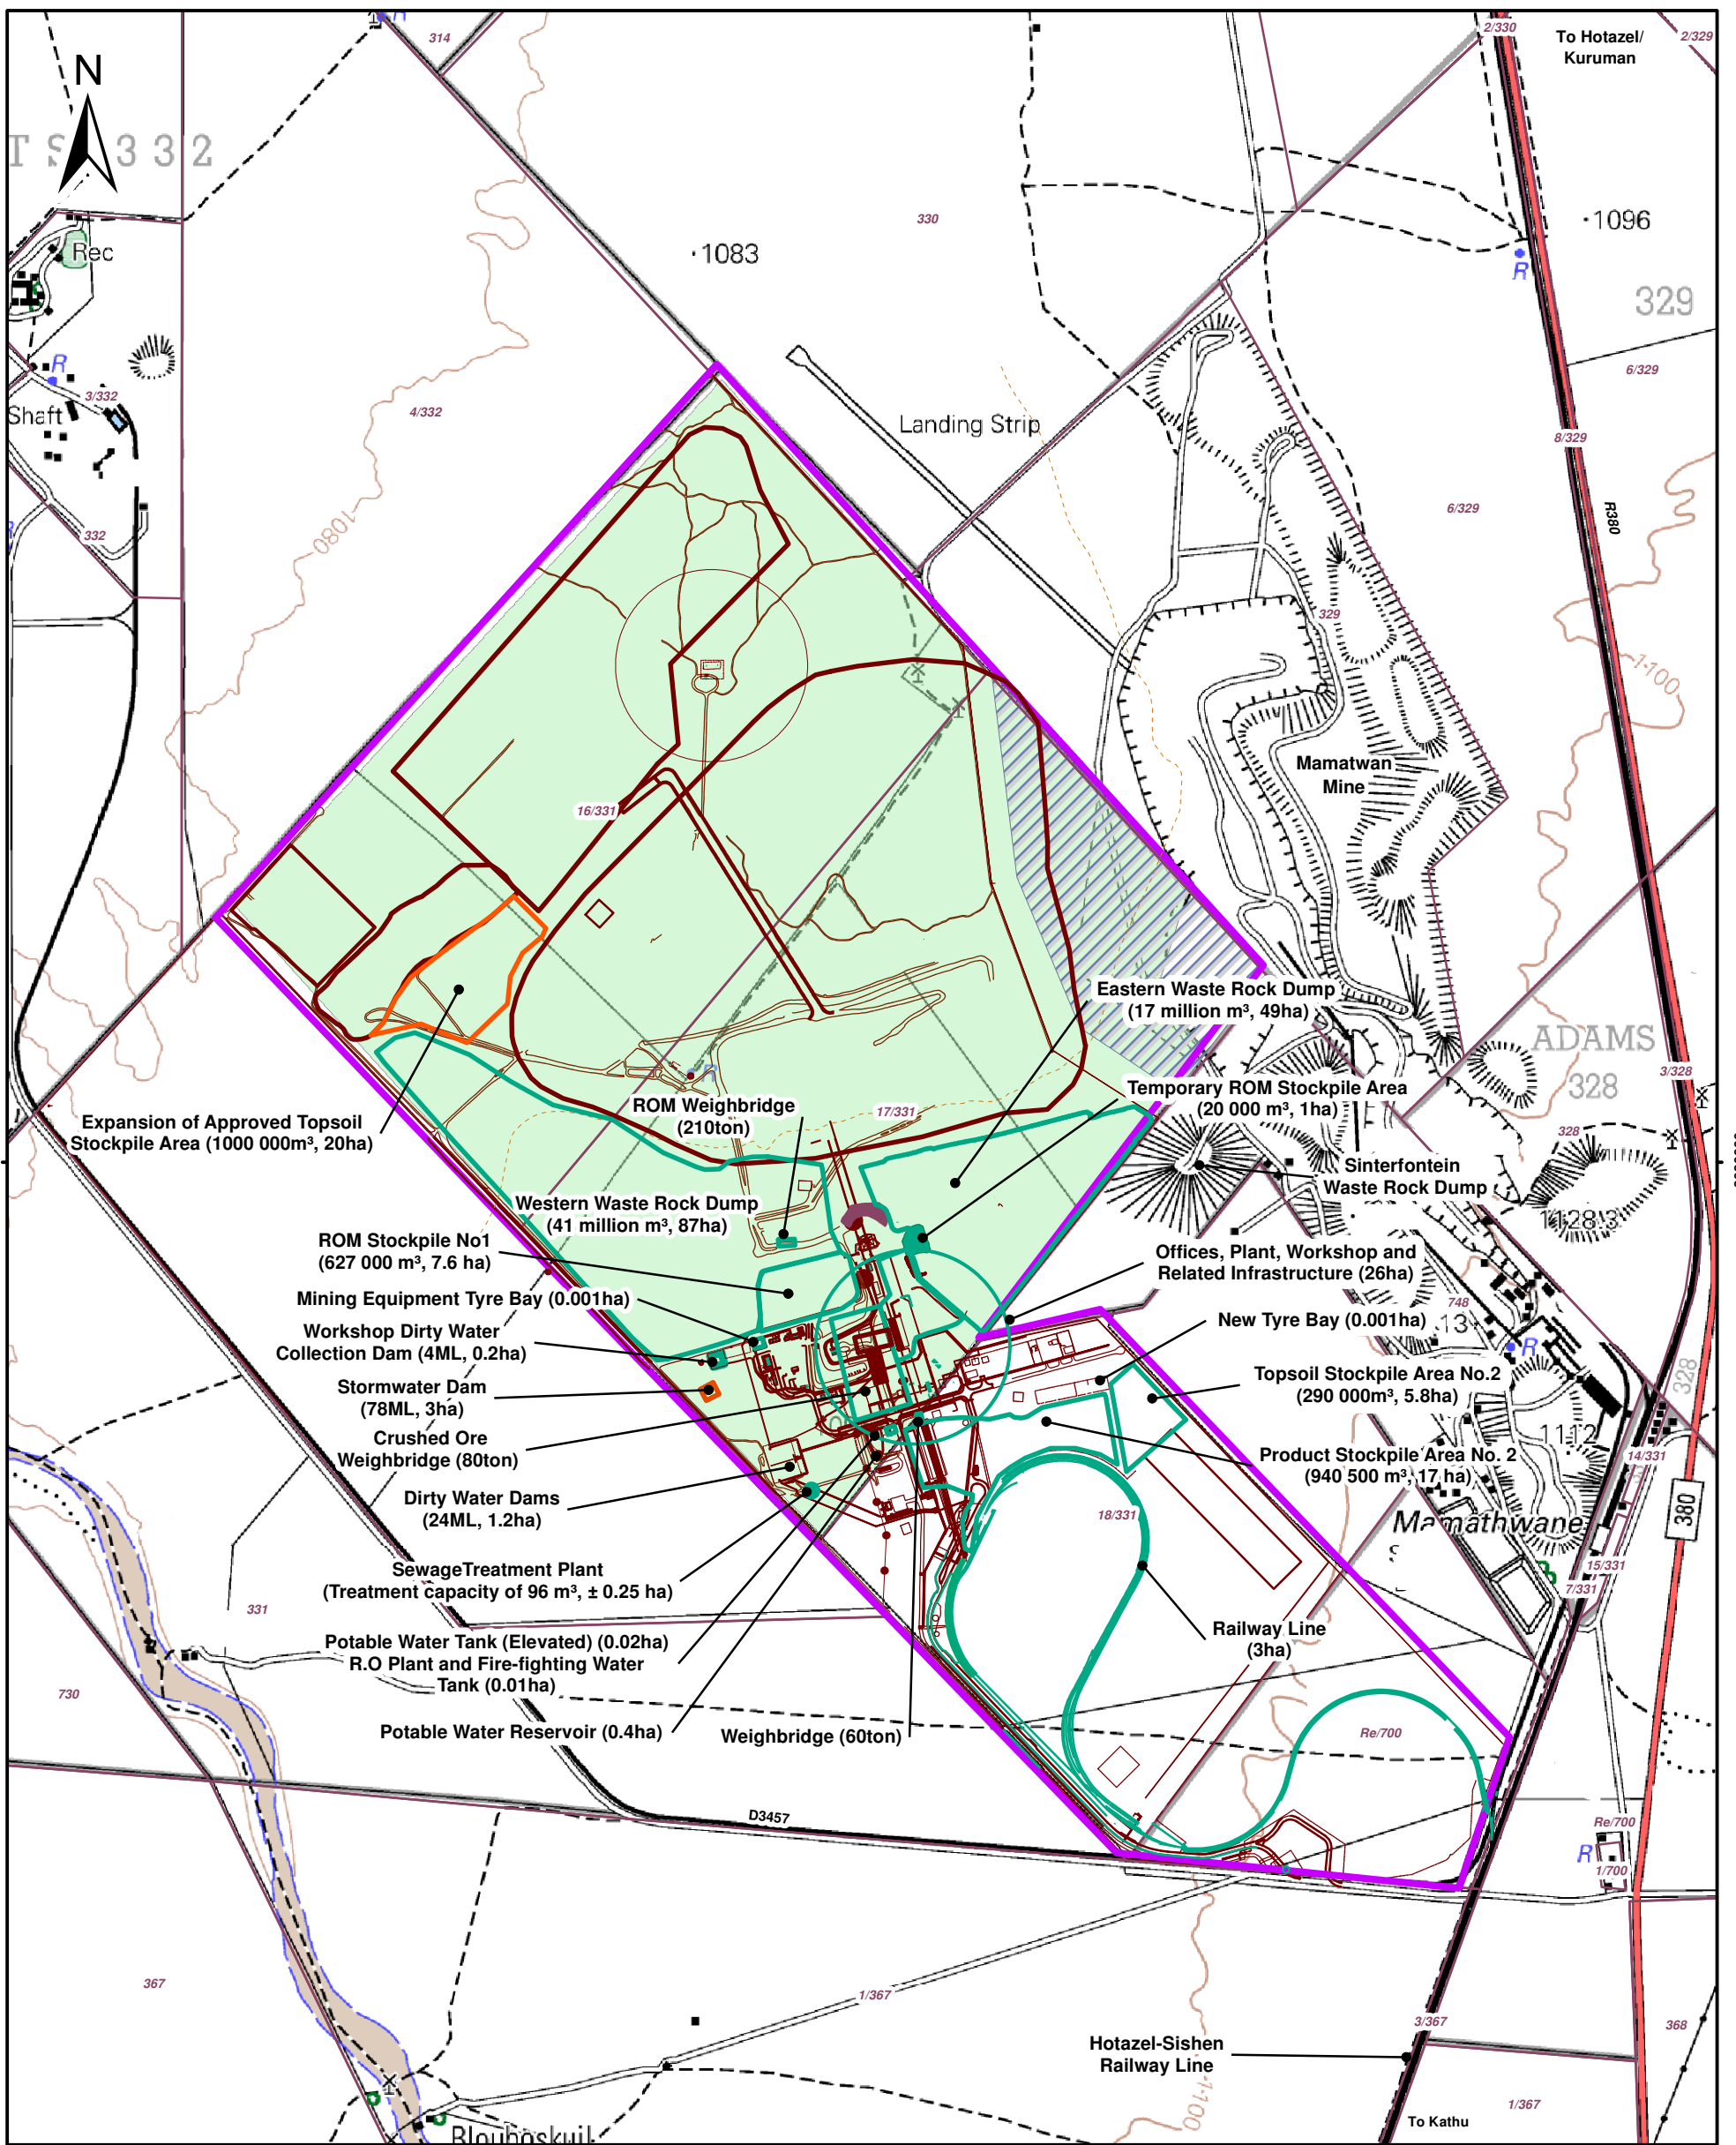 R
314
2/330
To Hotazel/
Kuruman
2/329
N
T S 3 3 2
330
1096
1083
Rec
R
329
R
6/329
3/332
Shaft
4/332
Landing Strip
8/329
1080
332
6/329
R380
329
1100
Mamatwan
Mine
16/331
Eastern Waste Rock Dump
(17 million m³, 49ha)
ADAMS
328
3/328
R
Temporary ROM Stockpile Area
(20 000 m³, 1ha)
ROM Weighbridge
(210ton)
17/331
Expansion of Approved Topsoil
Stockpile Area (1000 000m³, 20ha)
328
Sinterfontein
Waste Rock Dump
Western Waste Rock Dump
(41 million m³, 87ha)
1128.3
ROM Stockpile No1
(627 000 m³, 7.6 ha)
Offices, Plant, Workshop and
Related Infrastructure (26ha)
Mining Equipment Tyre Bay (0.001ha)
748
New Tyre Bay (0.001ha)
Workshop Dirty Water
Collection Dam (4ML, 0.2ha)
R
328
Topsoil Stockpile Area No.2
(290 000m³, 5.8ha)
Stormwater Dam
(78ML, 3ha)
Crushed Ore
Weighbridge (80ton)
1112
14/331
Product Stockpile Area No. 2
(940 500 m³, 17 ha)
Dirty Water Dams
(24ML, 1.2ha)
380
18/331
Mamathwane
S
SewageTreatment Plant
(Treatment capacity of 96 m³, ± 0.25 ha)
15/331
7/331
331
Railway Line
(3ha)
Potable Water Tank (Elevated) (0.02ha)
R.O Plant and Fire-fighting Water
Tank (0.01ha)
730
Potable Water Reservoir (0.4ha)
Weighbridge (60ton)
Re/700
D3457
Re/700
R
1/700
367
1/367
3/367
368
Hotazel-Sishen
Railway Line
1100
1/367
To Kathu
Blouboskuil